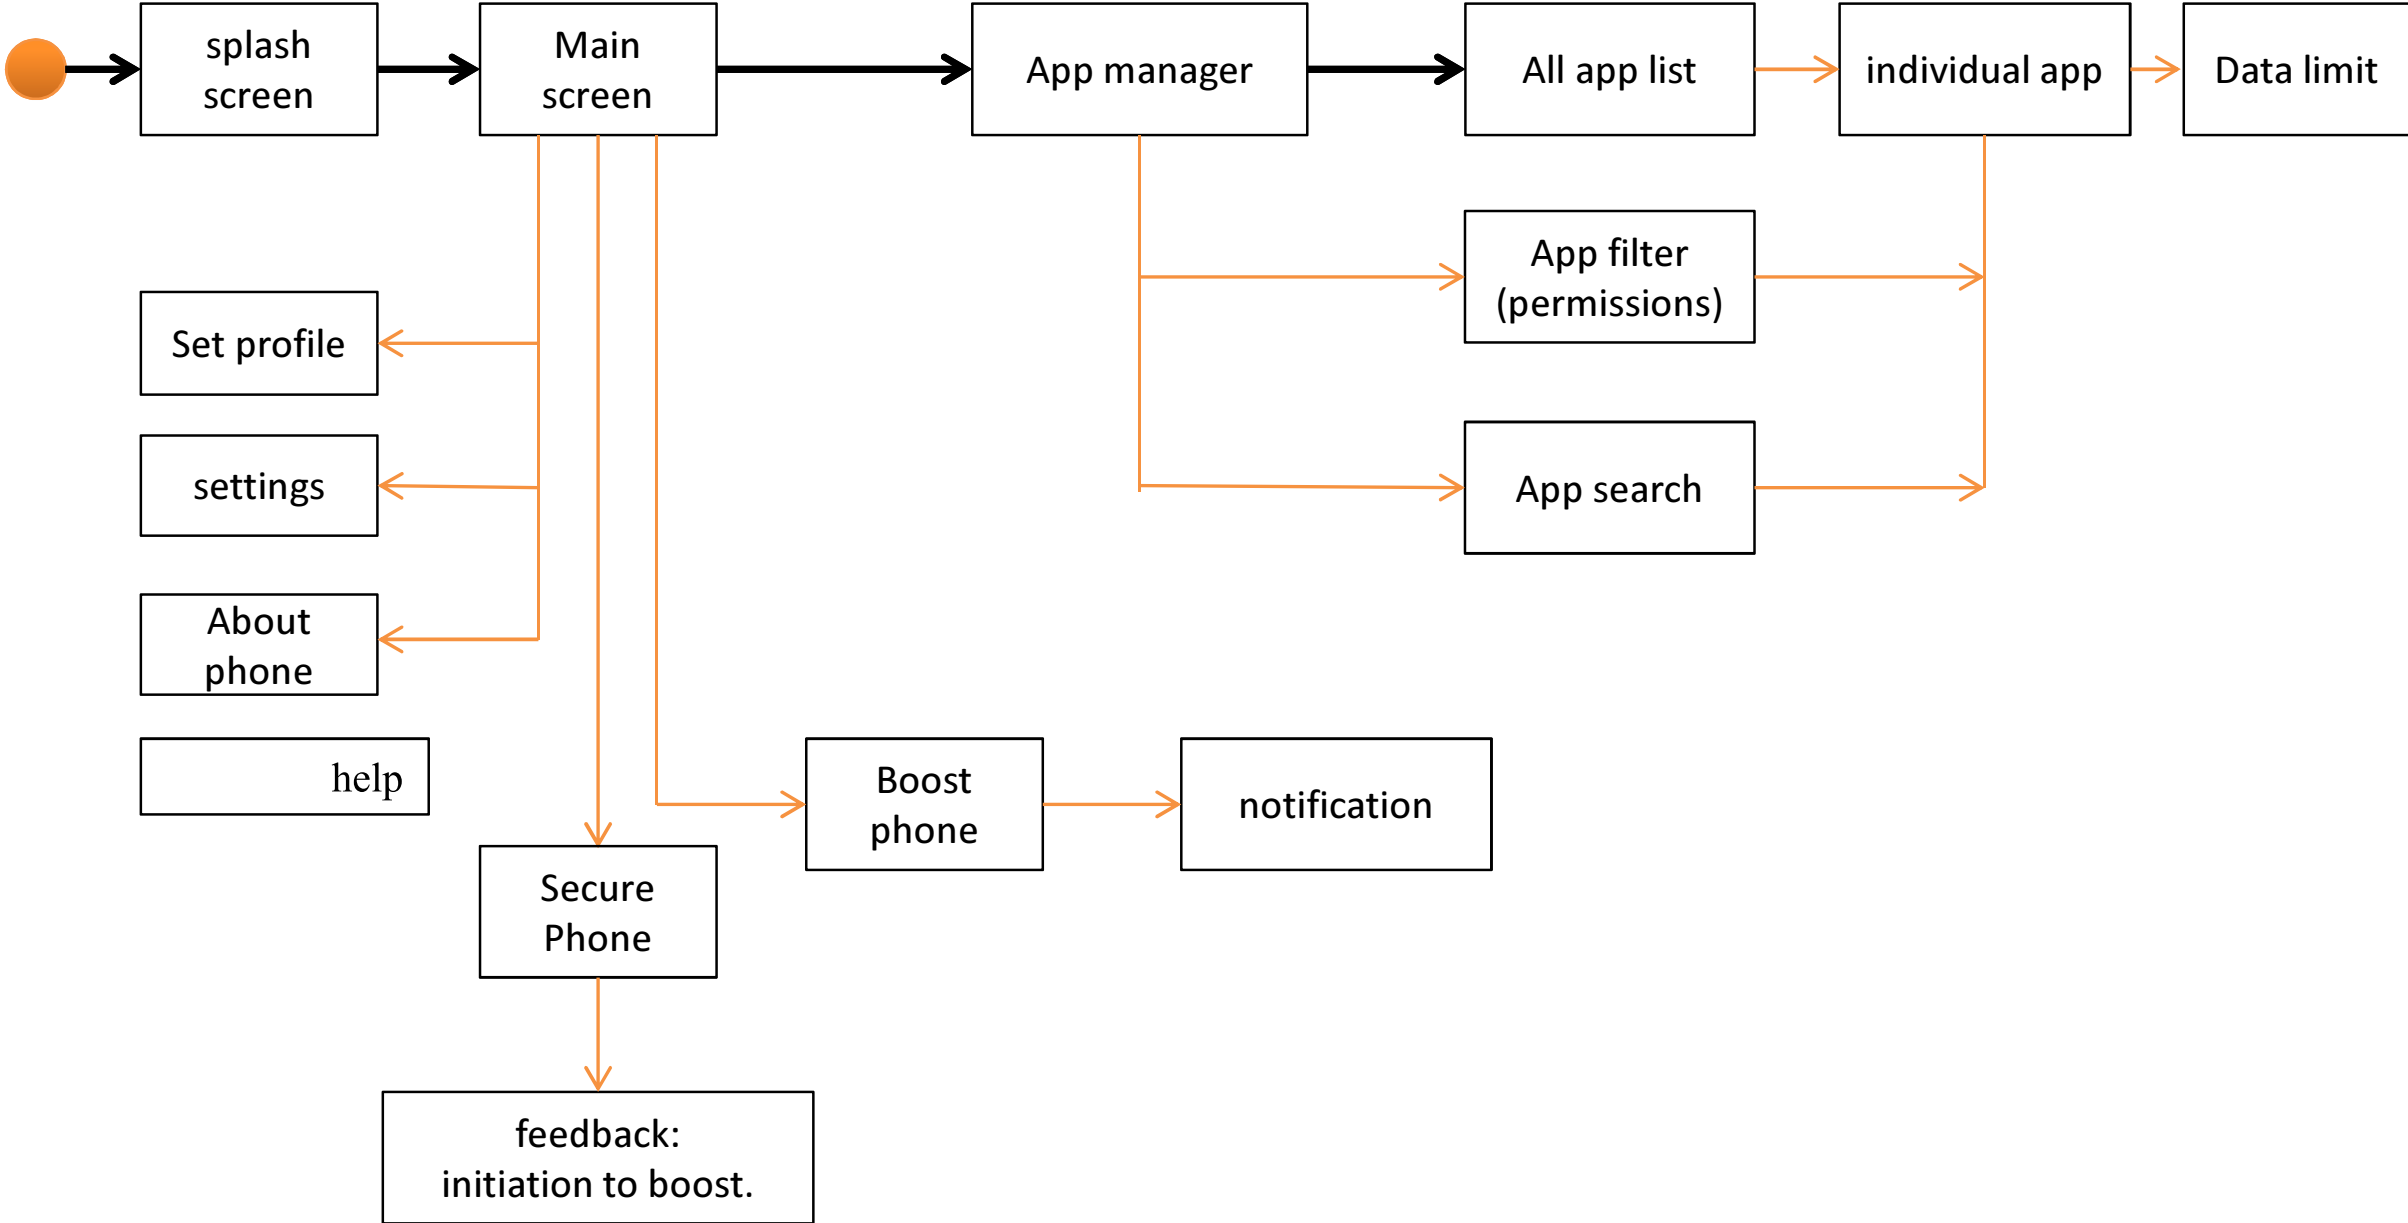 splash
screen
Main
screen
App manager
All app list
individual app
Data limit
App filter
(permissions)
Set profile
settings
App search
About
phone
help
Boost
phone
notification
Secure
Phone
feedback:
initiation to boost.